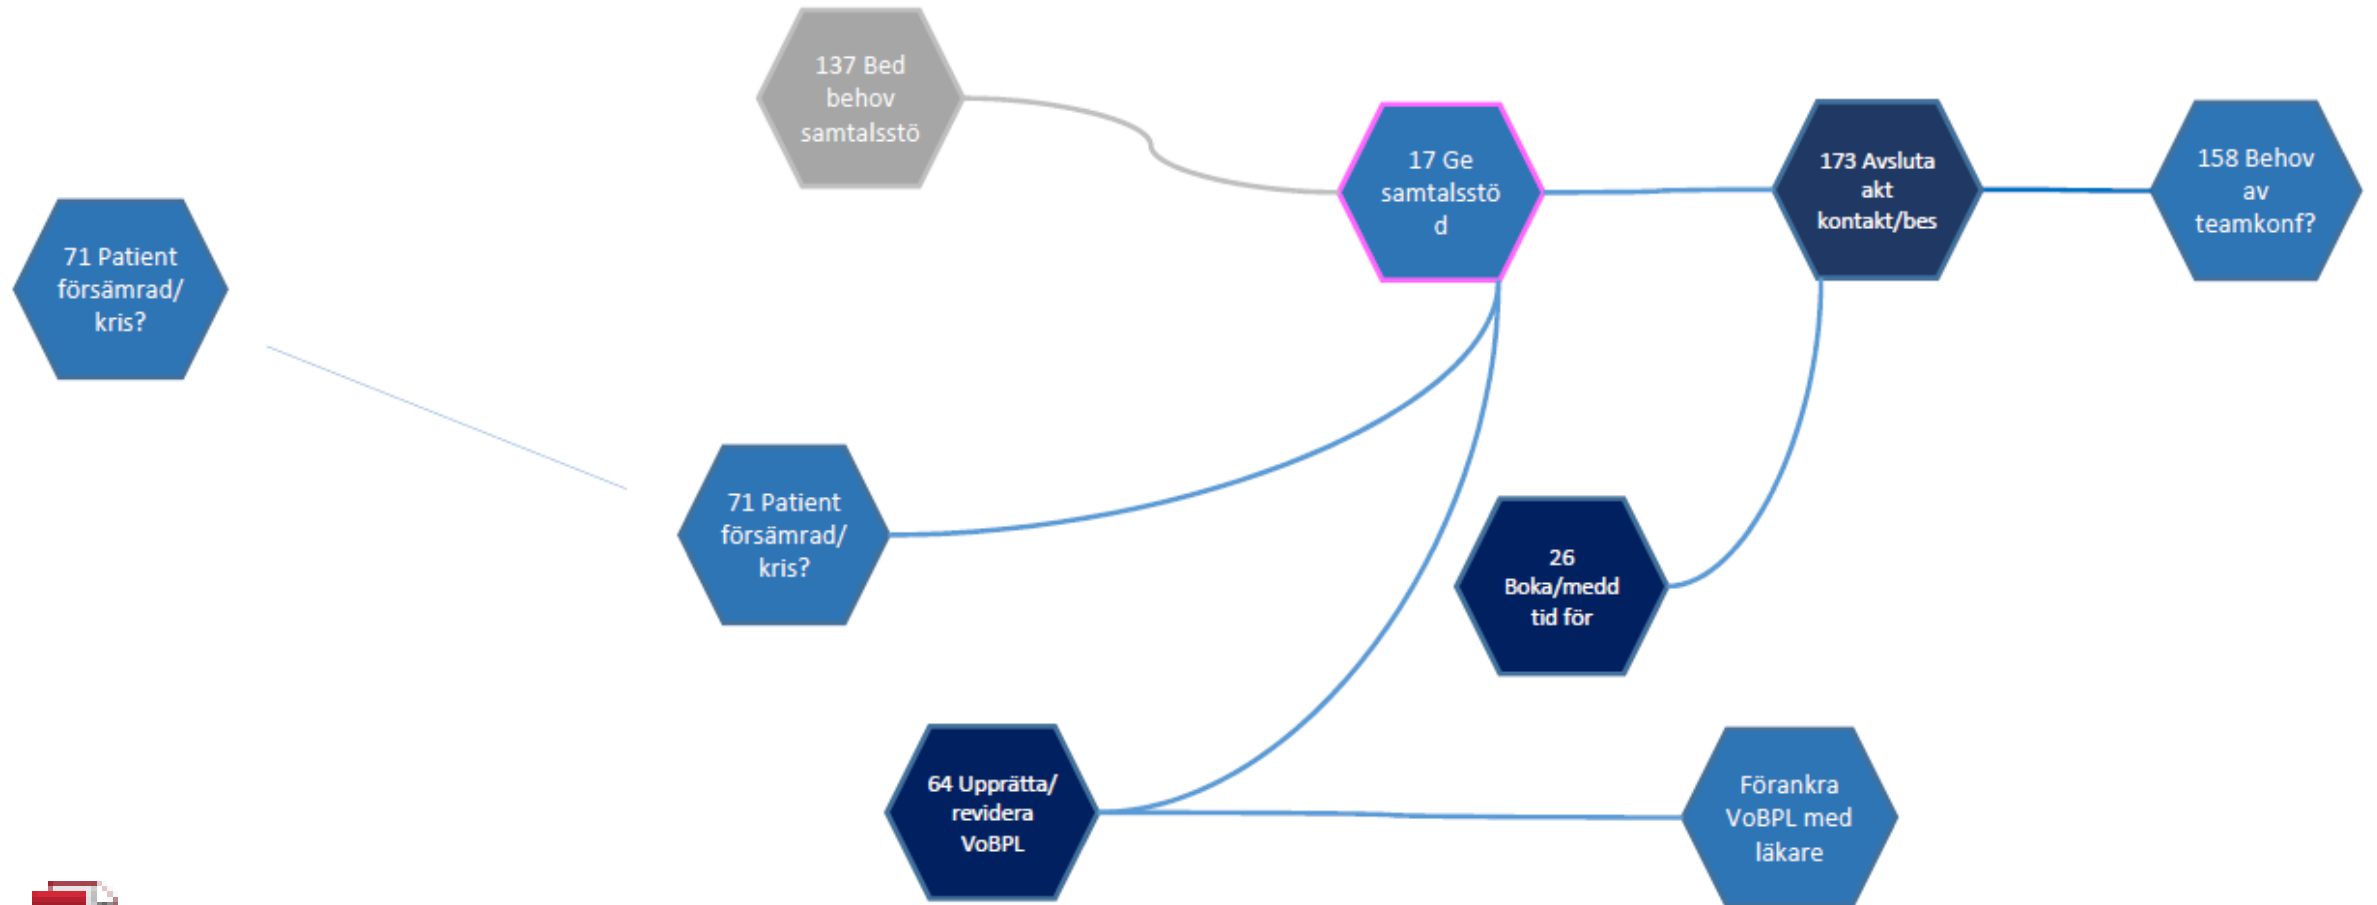 137 Bed
behov
samtalsstö
17 Ge
samtalsstö
d
173 Avsluta
akt
kontakt/bes
158 Behov
av
teamkonf?
71 Patient
försämrad/
kris?
71 Patient
försämrad/
kris?
26
Boka/medd
tid för
64 Upprätta/
revidera
VoBPL
Förankra
VoBPL med
läkare